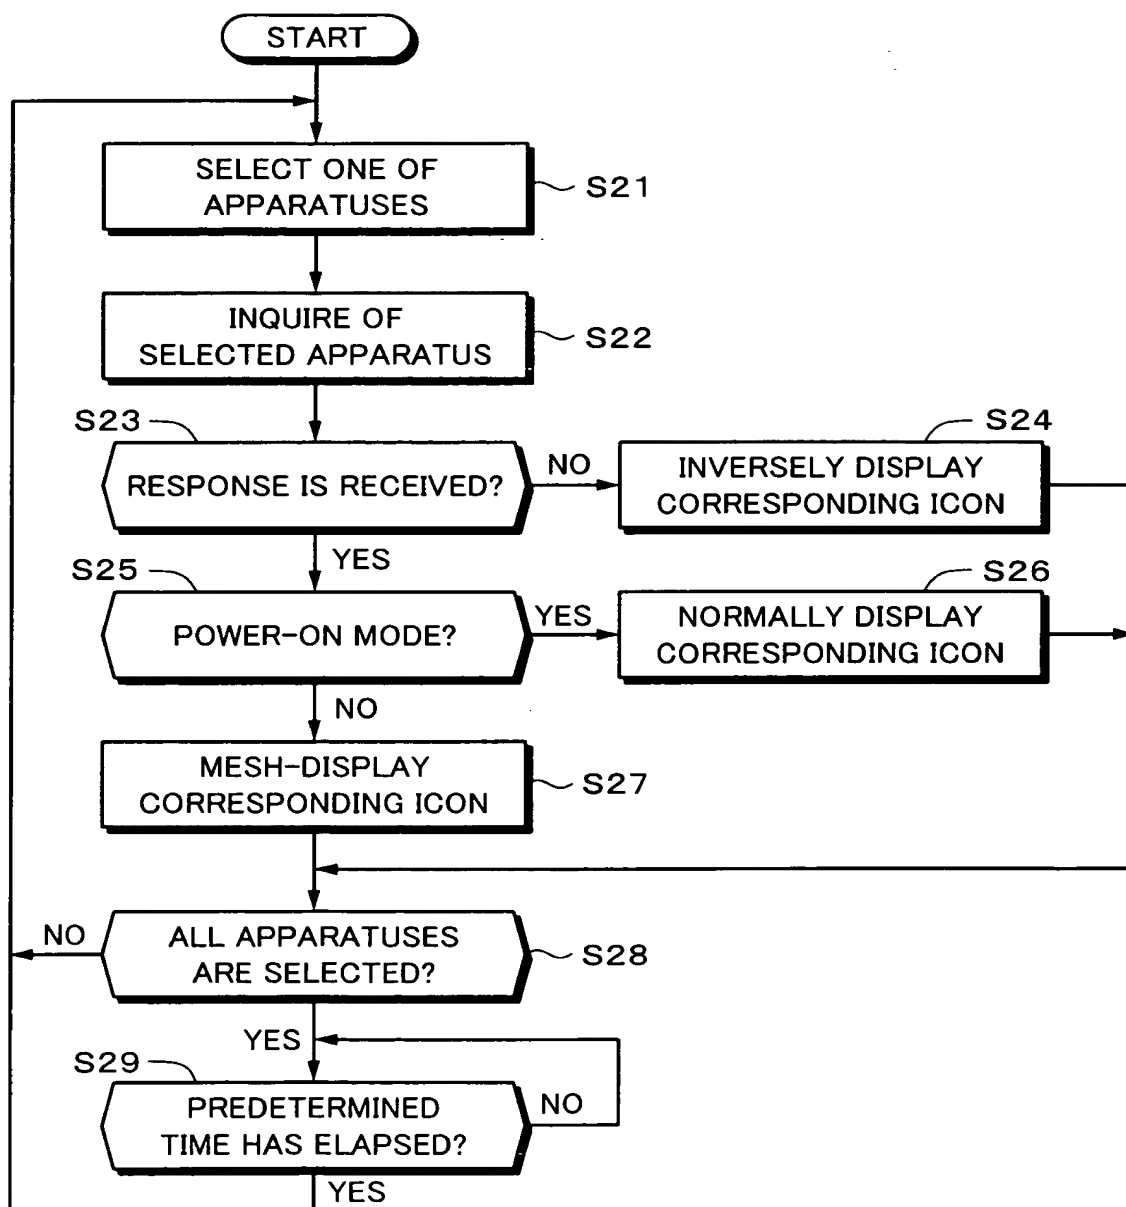 START
SELECT ONE OF
APPARATUSES
S21
INQUIRE OF
SELECTED APPARATUS
S22
S23
RESPONSE IS RECEIVED?
NO
S24
INVERSELY DISPLAY
CORRESPONDING ICON
YES
S25
POWER-ON MODE?
YES
S26
NORMALLY DISPLAY
CORRESPONDING ICON
NO
MESH-DISPLAY
CORRESPONDING ICON
S27
NO
ALL APPARATUSES
ARE SELECTED?
S28
YES
S29
PREDETERMINED
TIME HAS ELAPSED?
NO
YES